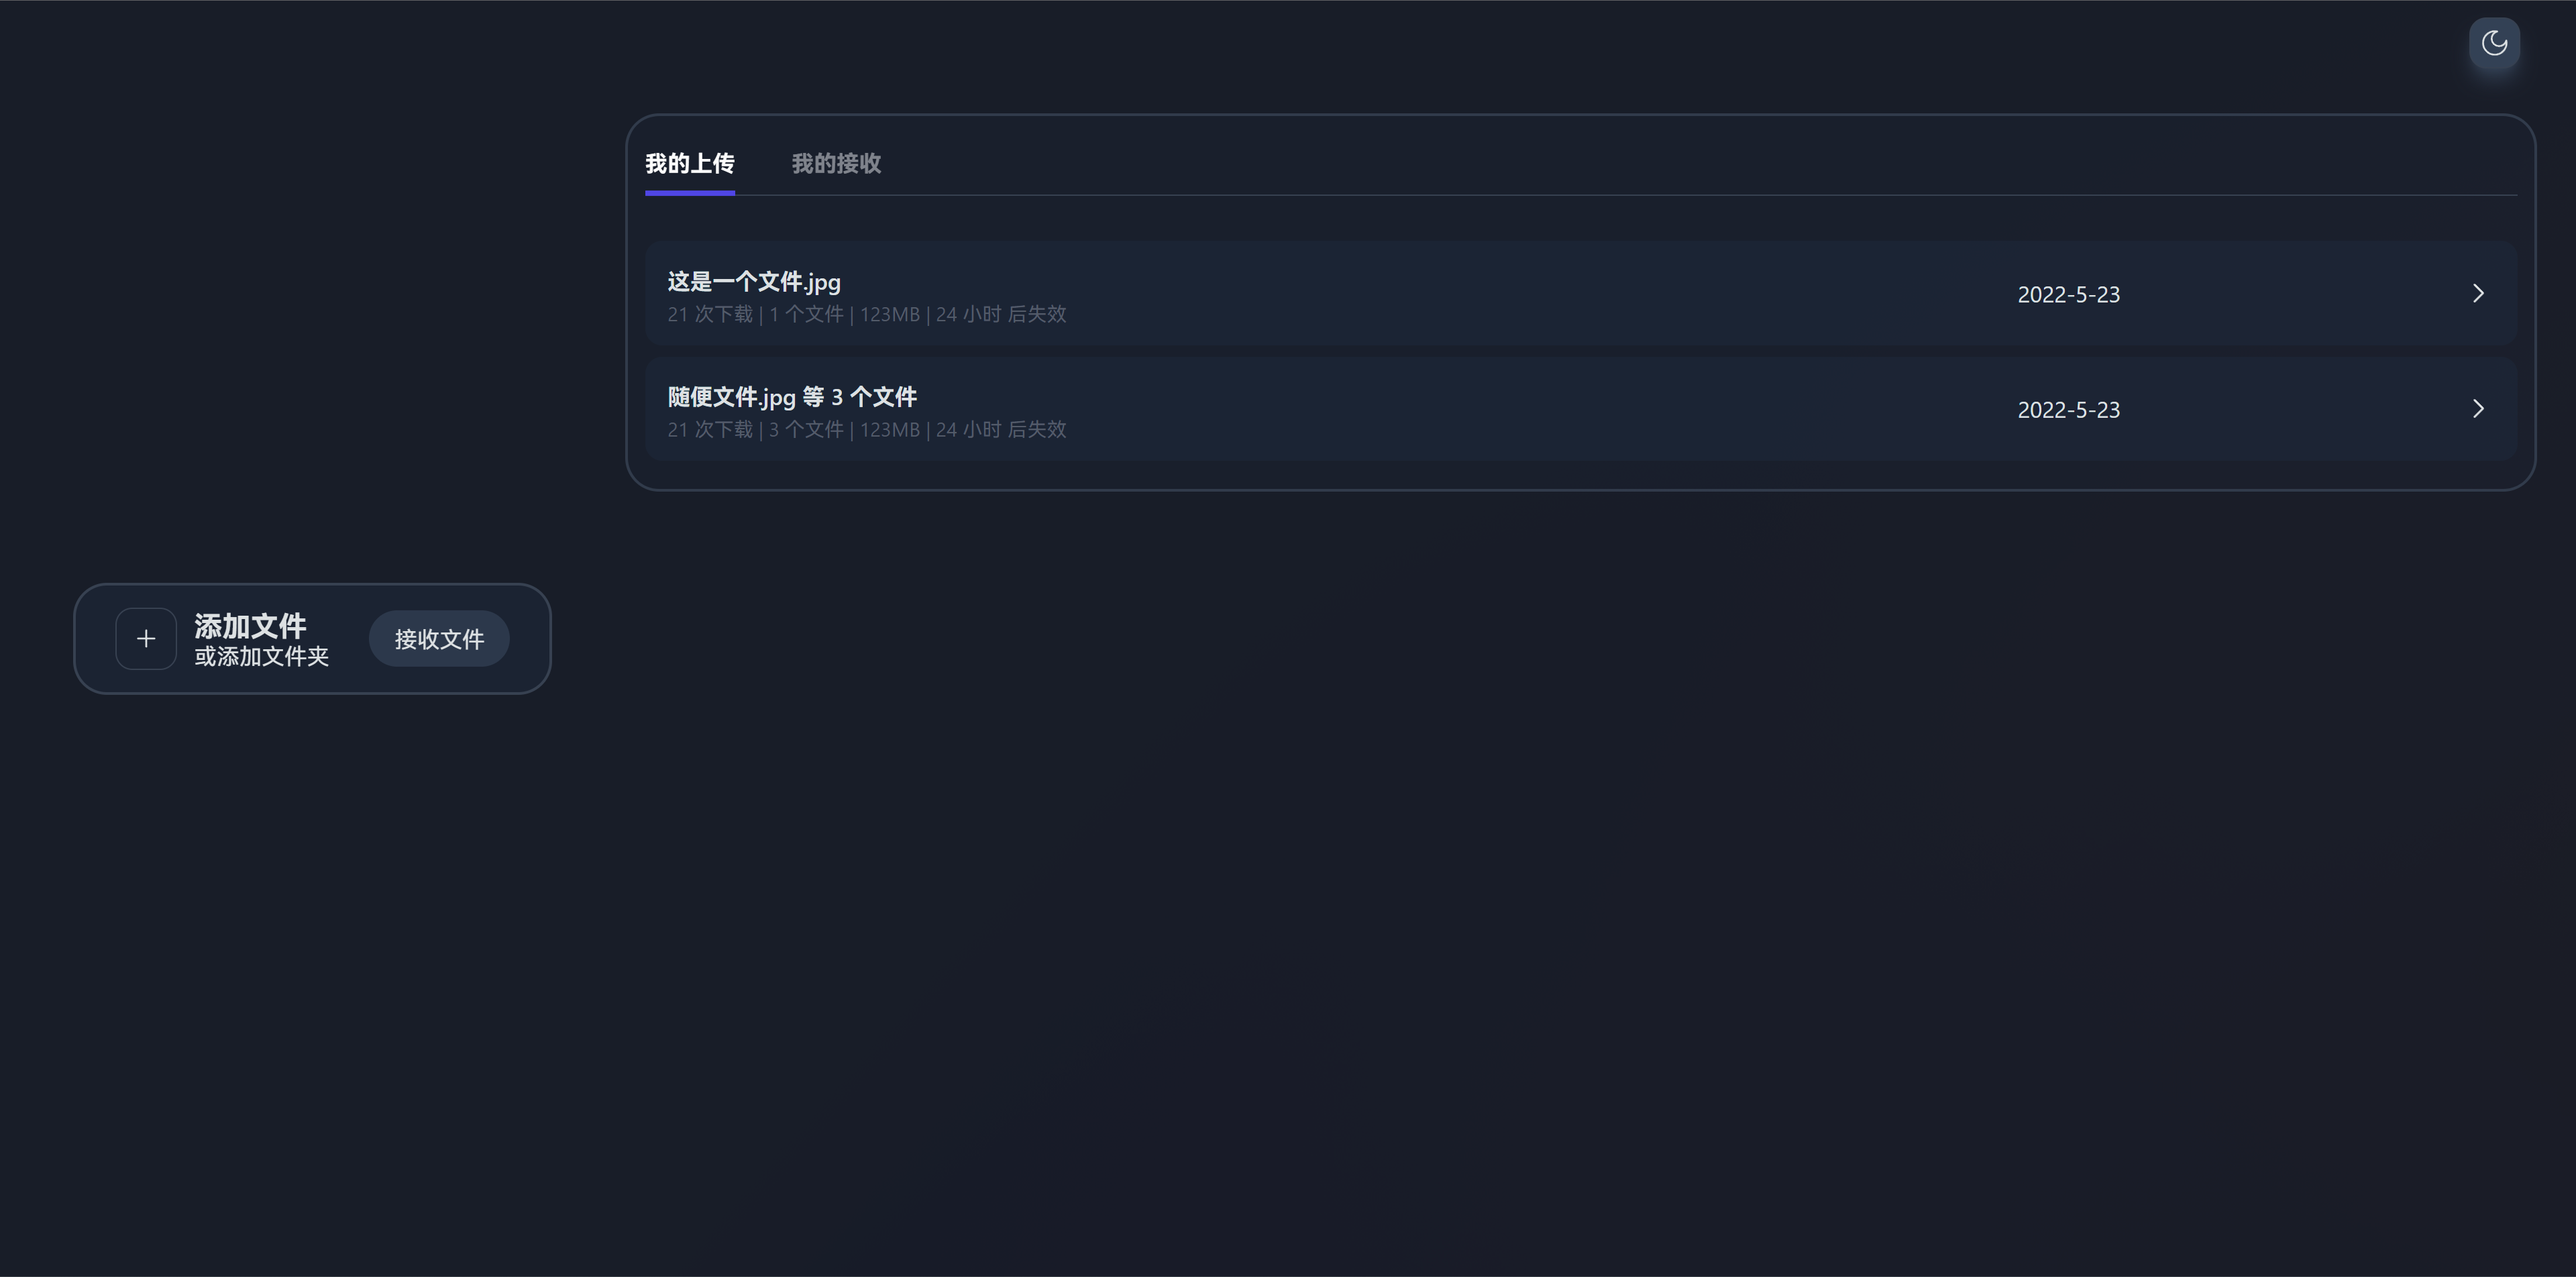 我的上传
我的接收
这是一个文件.jpg
21 次下载 | 1 个文件 | 123MB | 24 小时 后失效
2022-5-23
随便文件.jpg 等 3 个文件
21 次下载 | 3 个文件 | 123MB | 24 小时 后失效
2022-5-23
添加文件
或添加文件夹
接收文件